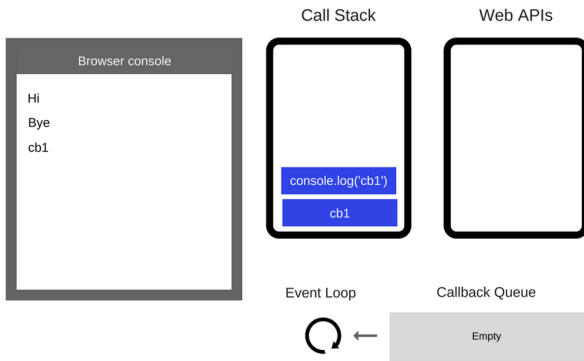 Call Stack
Web APIs
Browser console
Hi
Bye
cb1
console.log('cb1')
cb1
Event Loop
Callback Queue
Empty